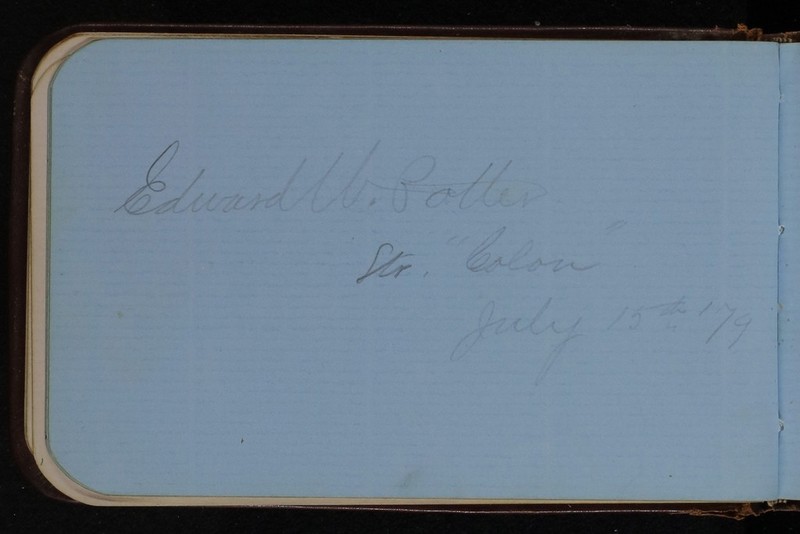 Edward W. Potter
Str. "Colon"
July 15th '79